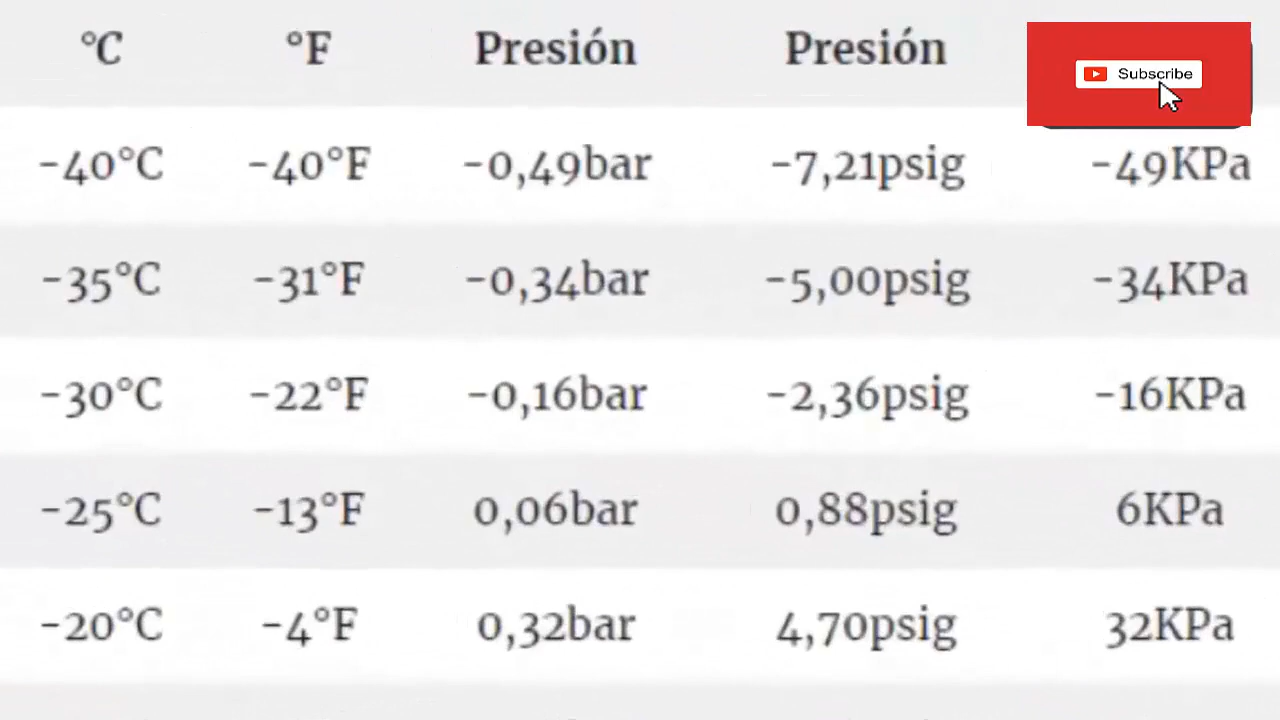 °C °F Presión Presión
Subscribe
-40°C -40°F -0,49bar -7,21psig -49KPa
-35°C -31°F -0,34bar -5,00psig -34KPa
-30°C -22°F -0,16bar -2,36psig -16KPa
-25°C -13°F 0,06bar 0,88psig 6KPa
-20°C -4°F 0,32bar 4,70psig 32KPa